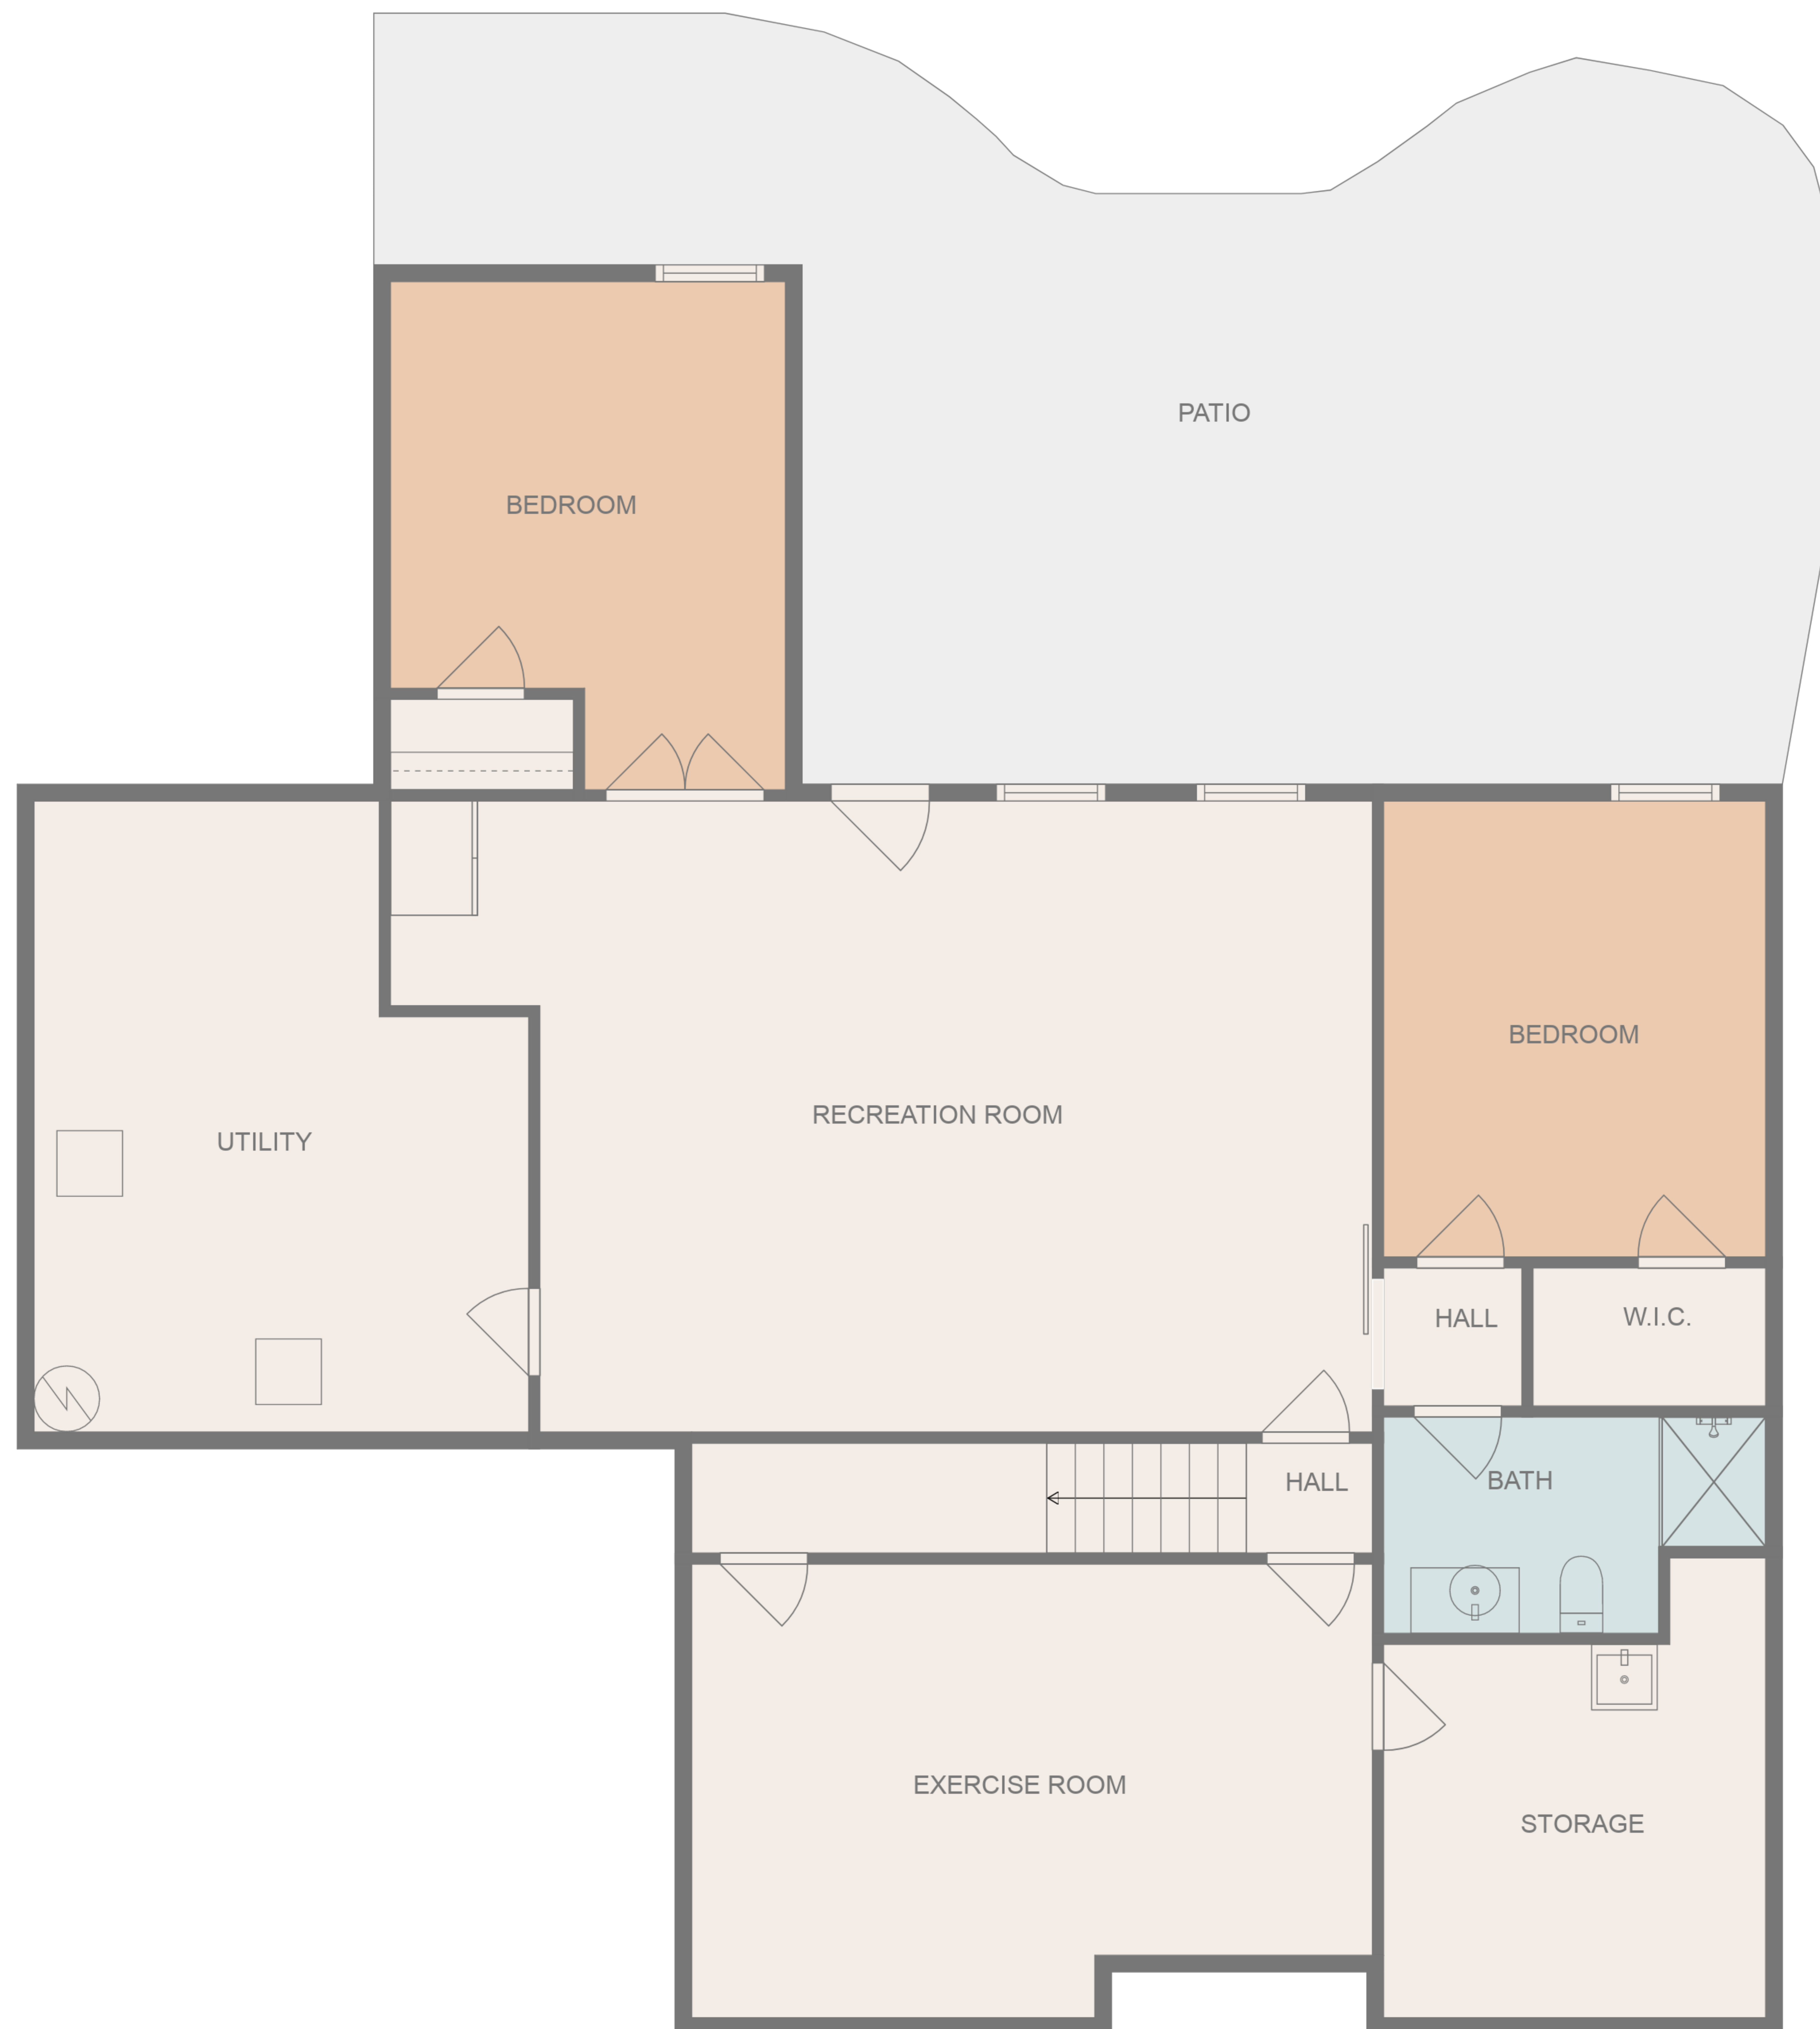 PATIO
BEDROOM
BEDROOM
RECREATION ROOM
UTILITY
HALL
W.I.C.
HALL
BATH
EXERCISE ROOM
STORAGE